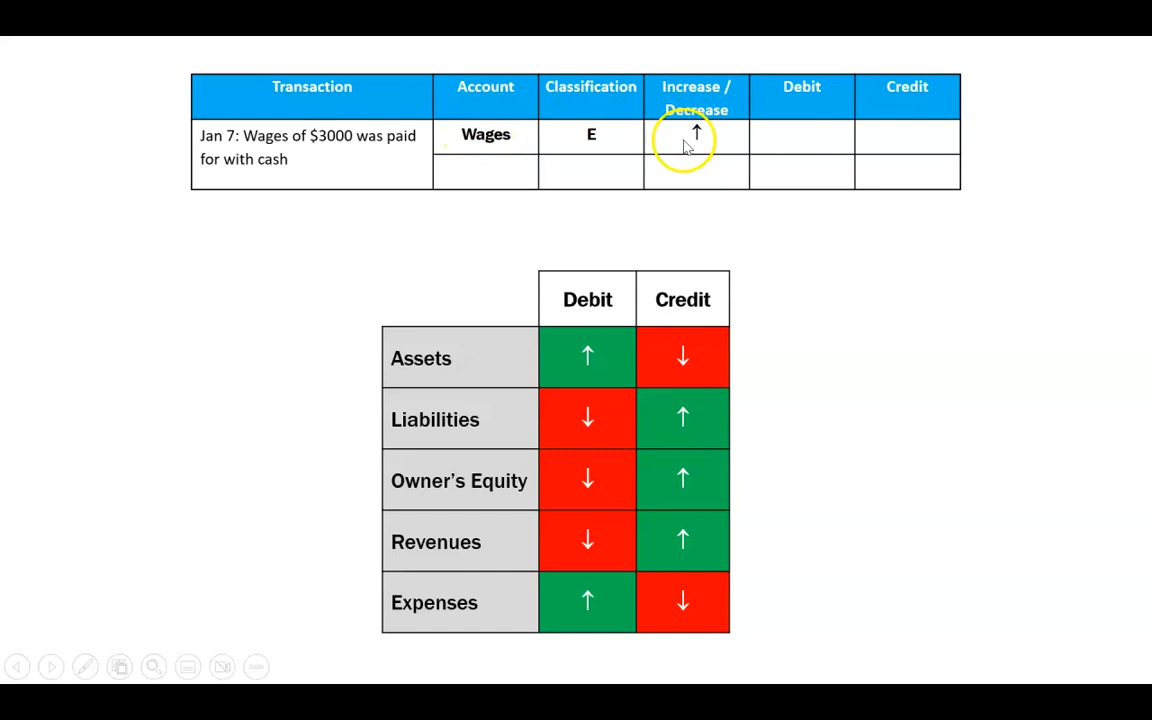 Transaction Account Classification Increase / Debit Credit
Decrease
Jan 7: Wages of $3000 was paid Wages E ↑
for with cash
Debit Credit
Assets ↑ ↓
Liabilities ↓ ↑
Owner's Equity ↓ ↑
Revenues ↓ ↑
Expenses ↑ ↓